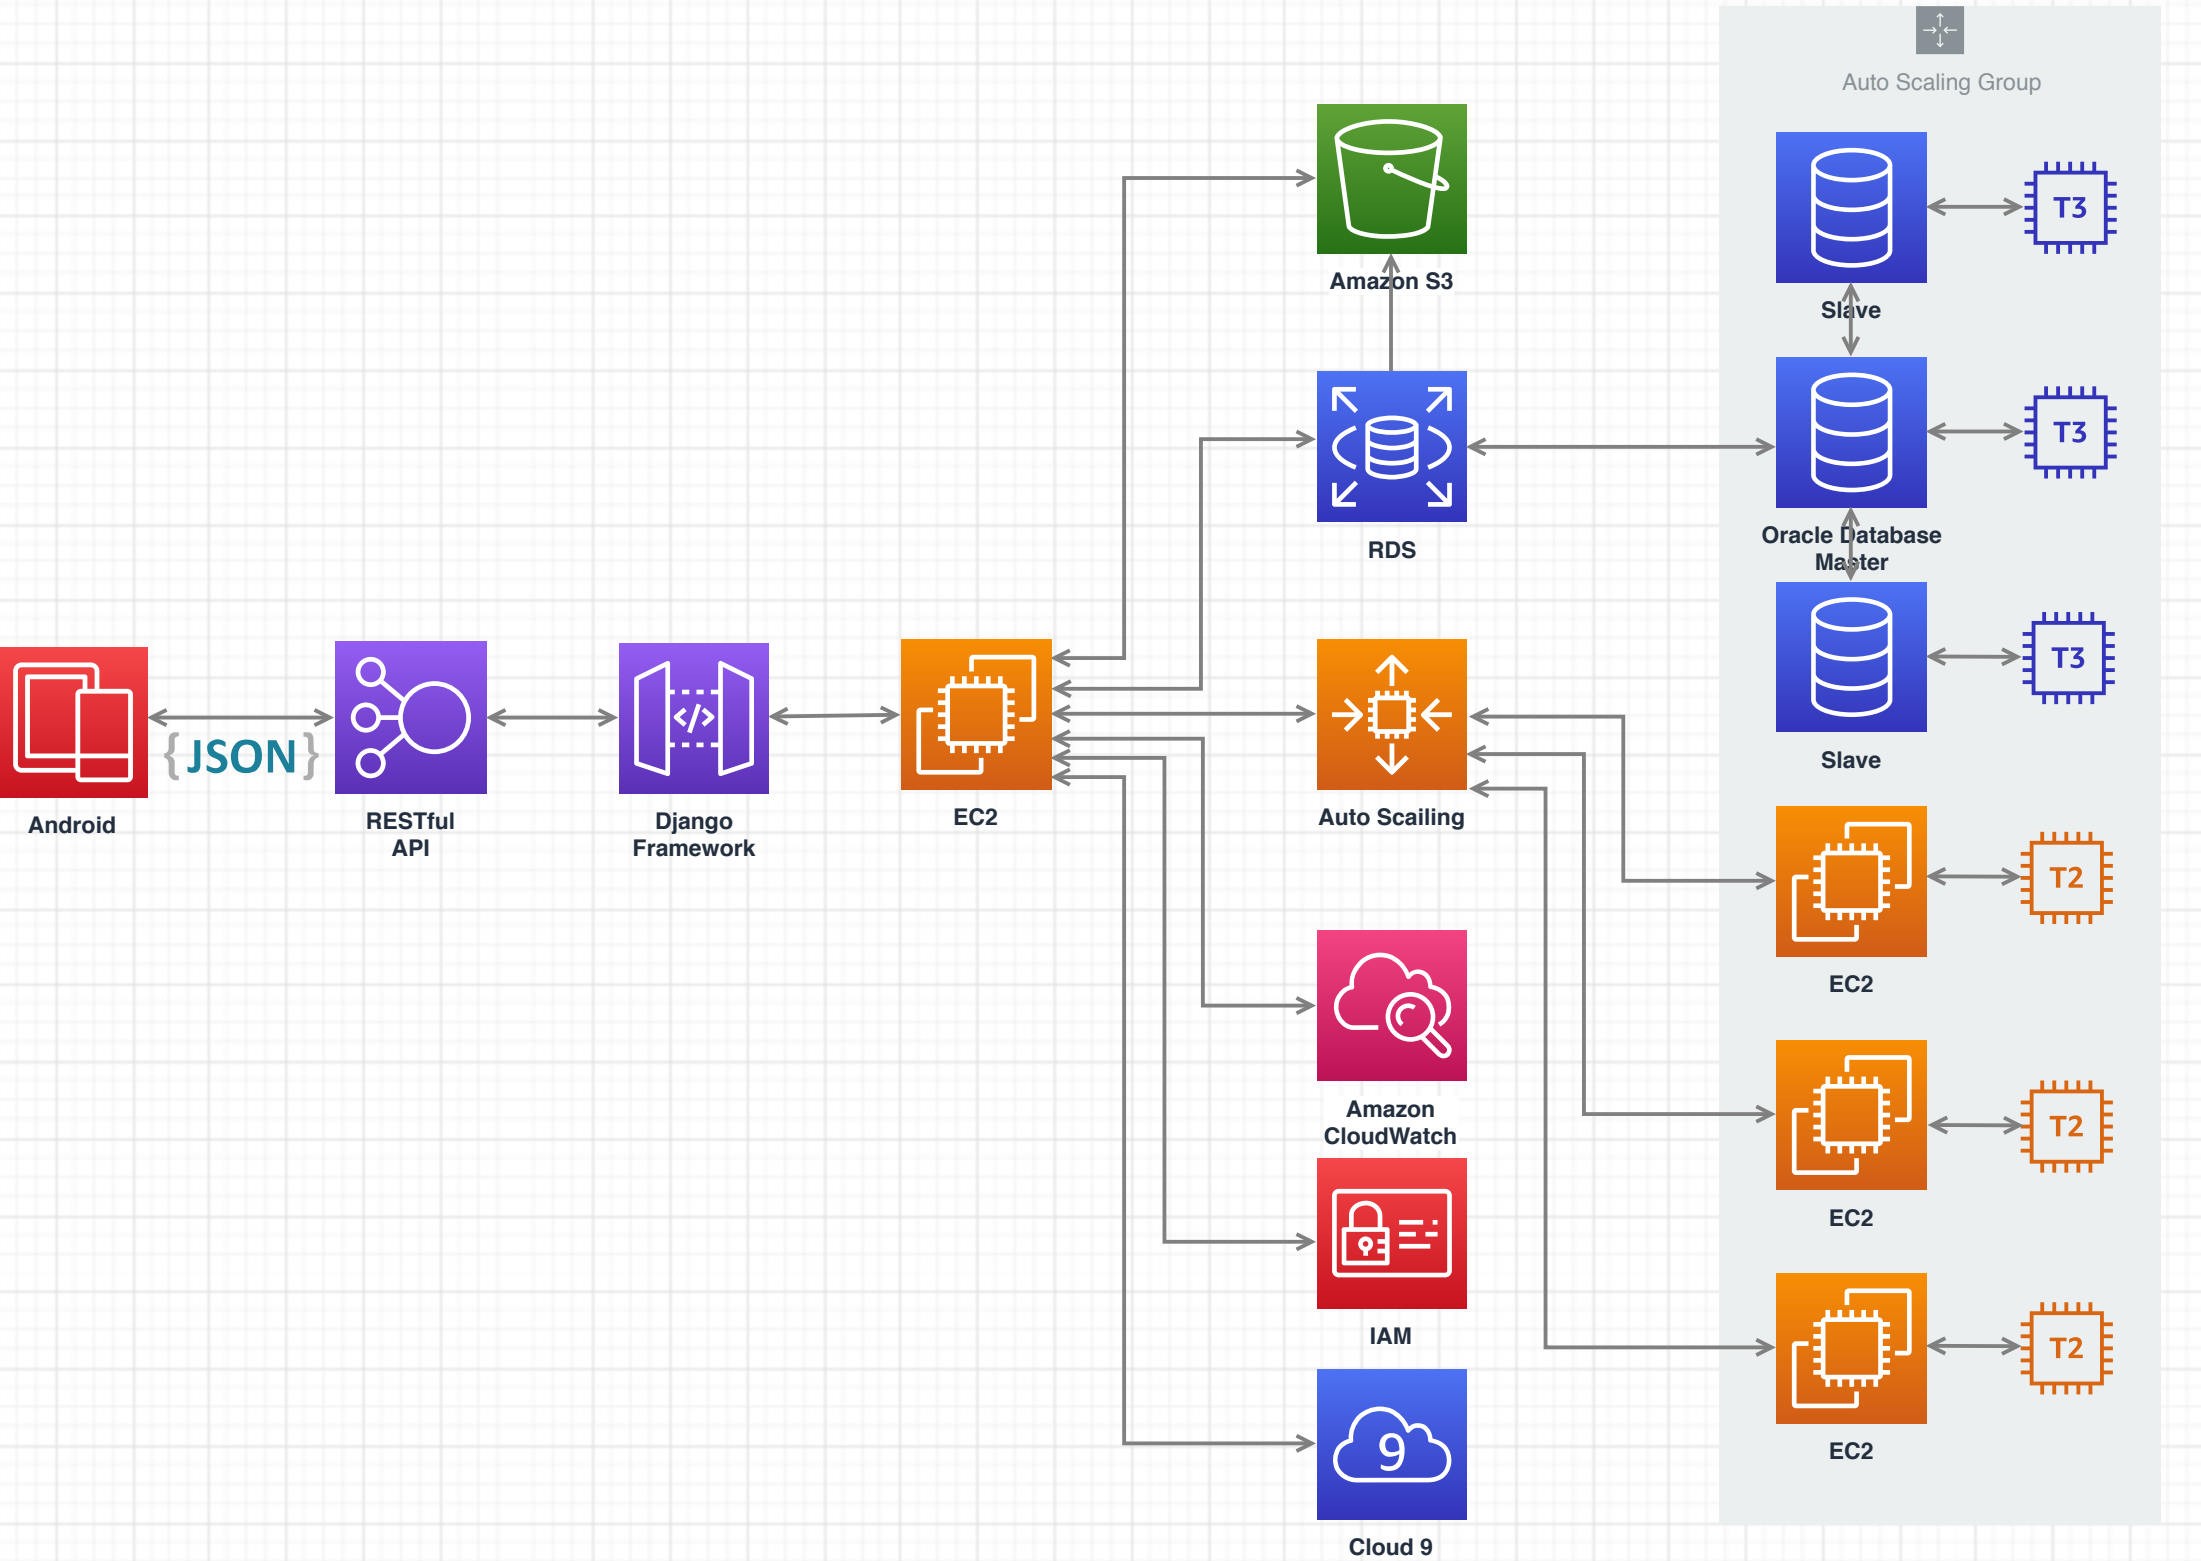 Auto Scaling Group
Amazon S3
T3
Slave
T3
RDS
Oracle Database
Master
T3
Slave
{JSON}
Android
RESTful
API
Django
Framework
EC2
Auto Scailing
T2
EC2
Amazon
CloudWatch
T2
EC2
IAM
T2
EC2
9
Cloud 9